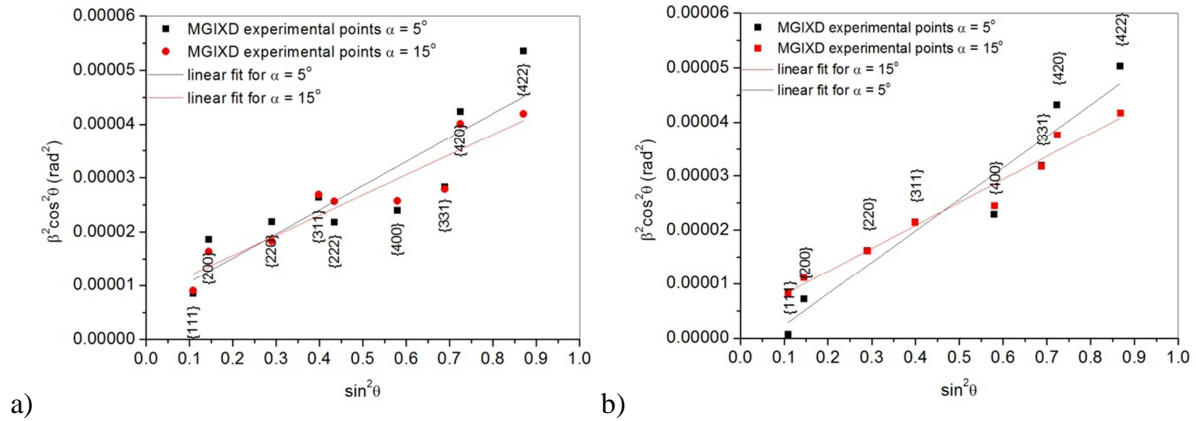 0.00006
0.00005
0.00004
0.00003
0.00002
0.00001
0.00000
β²cos²θ (rad²)
MGIXD experimental points α = 5°
MGIXD experimental points α = 15°
linear fit for α = 5°
linear fit for α = 15°
{111}
{200}
{220}
{311}
{222}
{400}
{331}
{420}
{422}
0.0 0.1 0.2 0.3 0.4 0.5 0.6 0.7 0.8 0.9 1.0
sin²θ
a)
0.00006
0.00005
0.00004
0.00003
0.00002
0.00001
0.00000
β²cos²θ (rad²)
MGIXD experimental points α = 5°
MGIXD experimental points α = 15°
linear fit for α = 15°
linear fit for α = 5°
{111}
{200}
{220}
{311}
{400}
{331}
{420}
{422}
0.0 0.1 0.2 0.3 0.4 0.5 0.6 0.7 0.8 0.9 1.0
sin²θ
b)